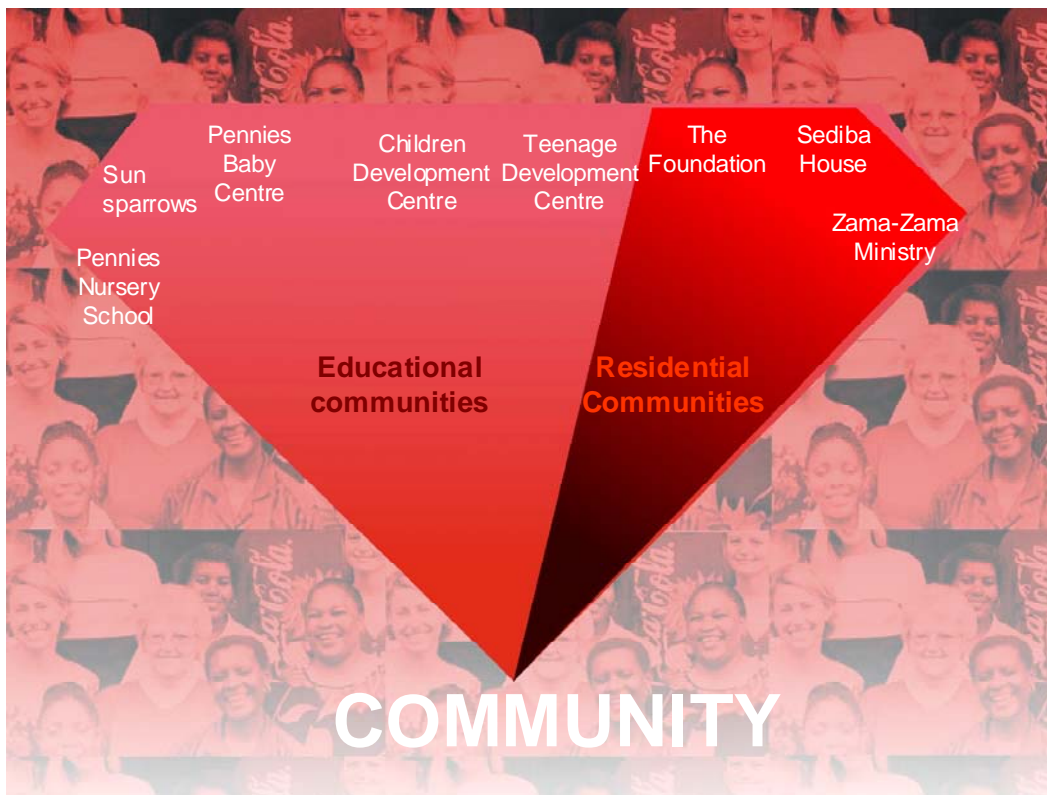 Pennies
Baby
Centre
Children
Development
Centre
Teenage
Development
Centre
The
Foundation
Sediba
House
Sun
sparrows
Zama-Zama
Ministry
Pennies
Nursery
School
Educational
communities
Residential
Communities
COMMUNITY